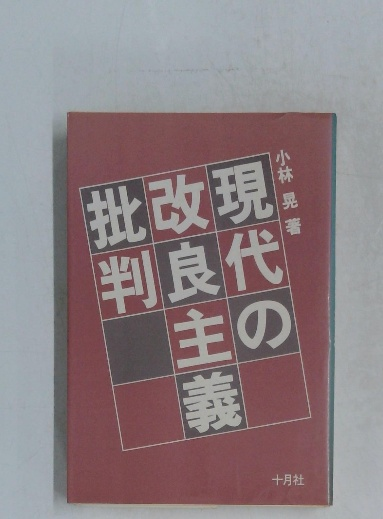 現代の
改良主義
批判
小林 晃 著
十月社